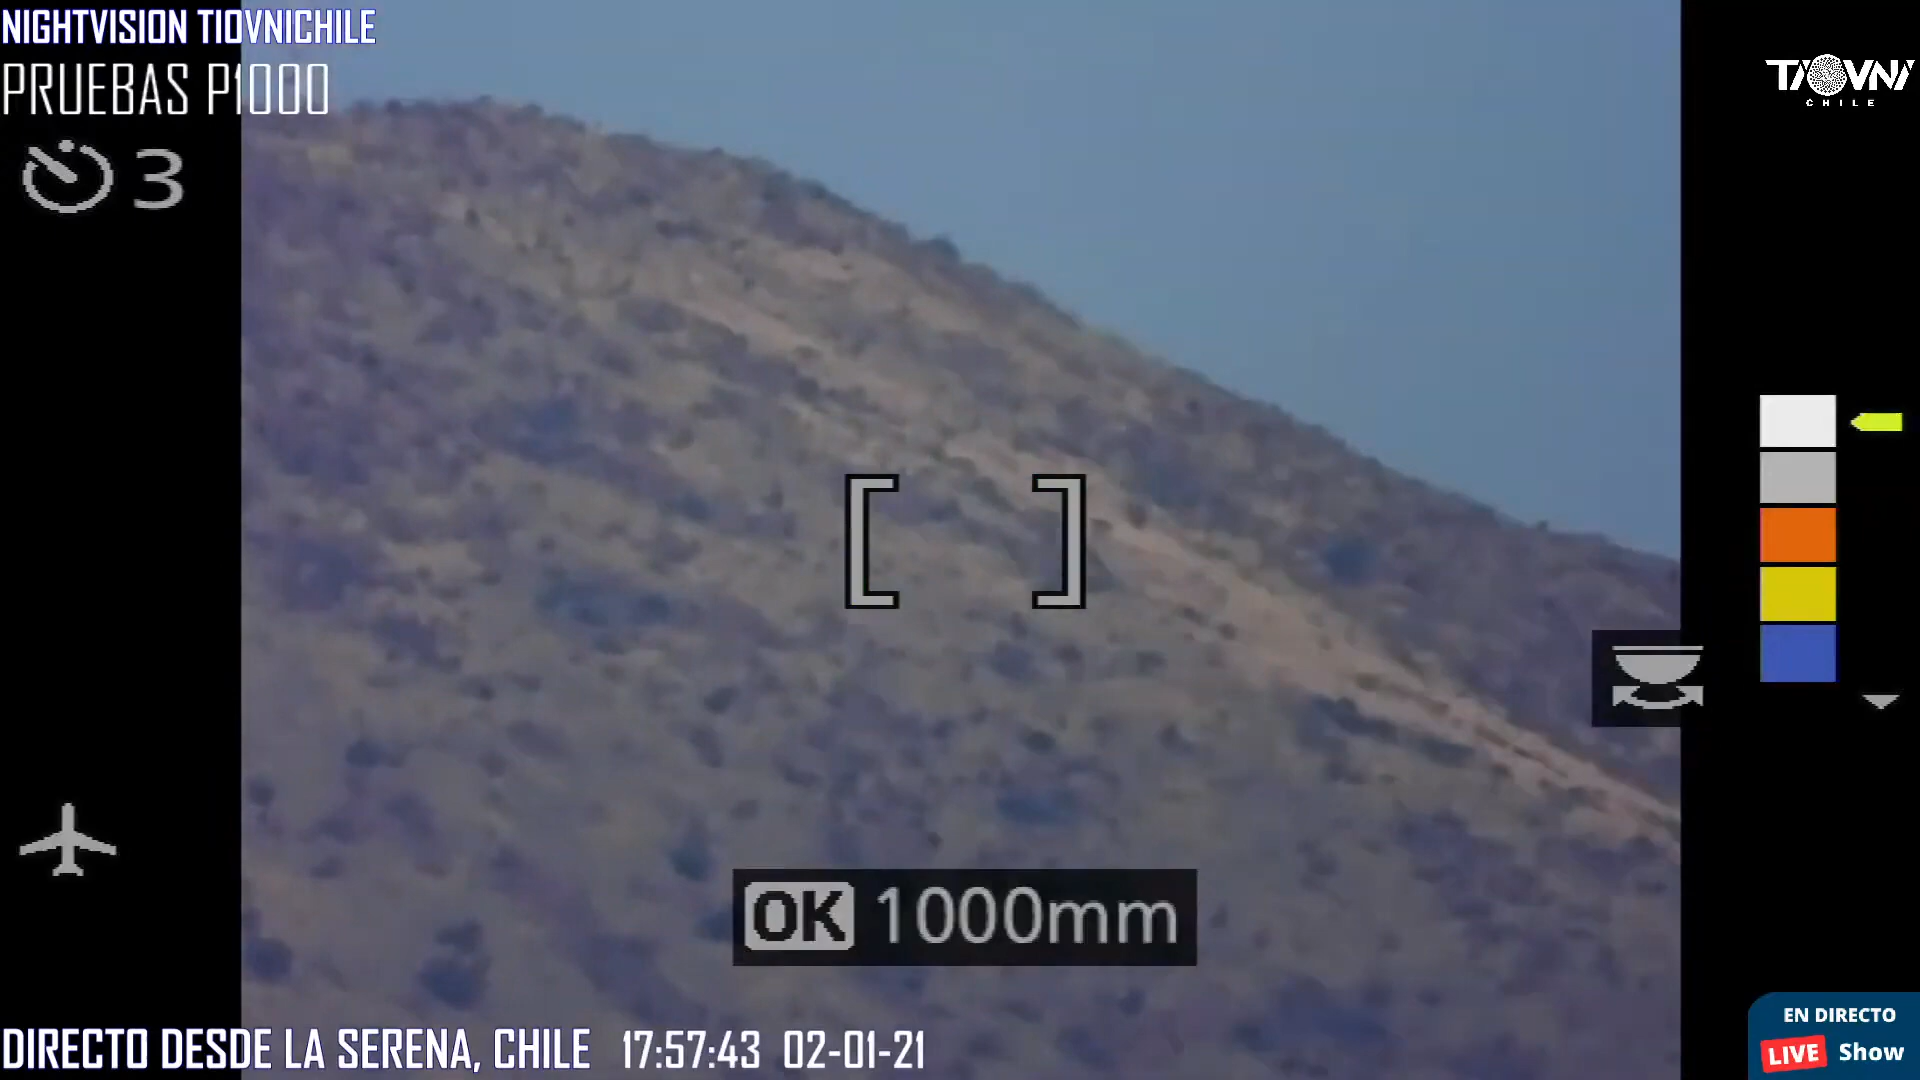 NIGHTVISION TIOVNICHILE
PRUEBAS P1000
3
TIOVNI
CHILE
[ ]
OK 1000mm
DIRECTO DESDE LA SERENA, CHILE 17:57:43 02-01-21
EN DIRECTO
LIVE Show